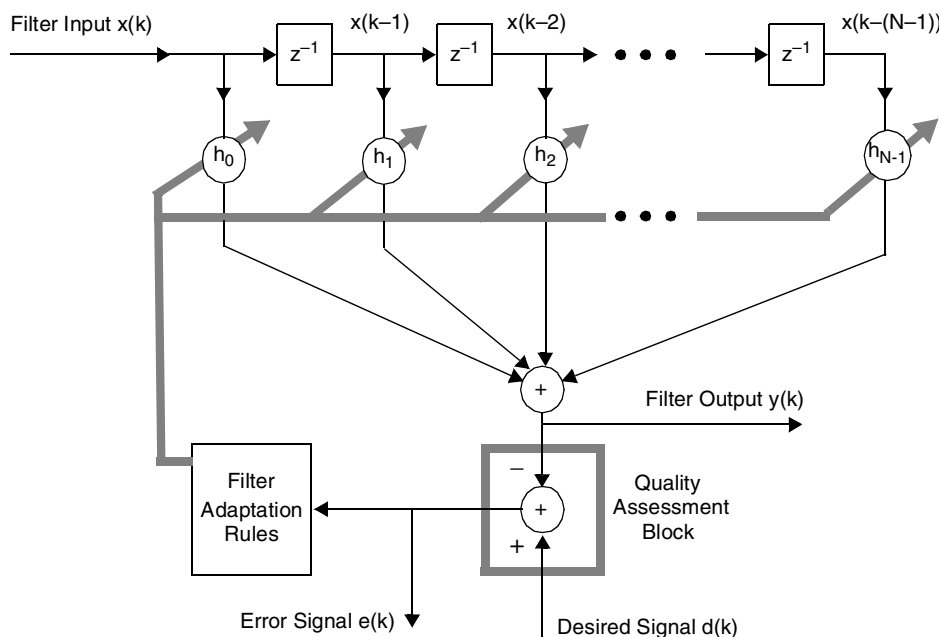 Filter Input x(k)
x(k–1)
x(k–2)
x(k–(N–1))
z⁻¹
z⁻¹
z⁻¹
h₀
h₁
h₂
h_N-1
+
Filter Output y(k)
Filter
Adaptation
Rules
–
+
+
Quality
Assessment
Block
Error Signal e(k)
Desired Signal d(k)